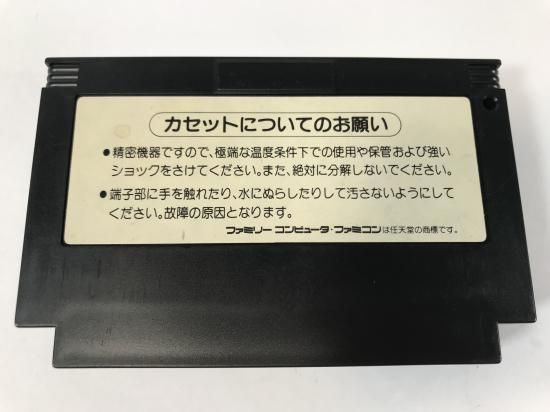 カセットについてのお願い
●精密機器ですので、極端な温度条件下での使用や保管および強い
ショックをさけてください。また、絶対に分解しないでください。
●端子部に手を触れたり、水にぬらしたりして汚さないようにして
ください。故障の原因となります。
ファミリー コンピュータ・ファミコンは任天堂の商標です。